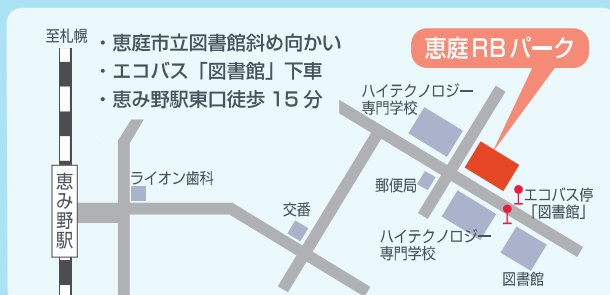 至札幌
・恵庭市立図書館斜め向かい
・エコバス「図書館」下車
・恵み野駅東口徒歩 15 分
恵庭RBパーク
ハイテクノロジー
専門学校
恵み野駅
ライオン歯科
交番
郵便局
エコバス停
「図書館」
ハイテクノロジー
専門学校
図書館